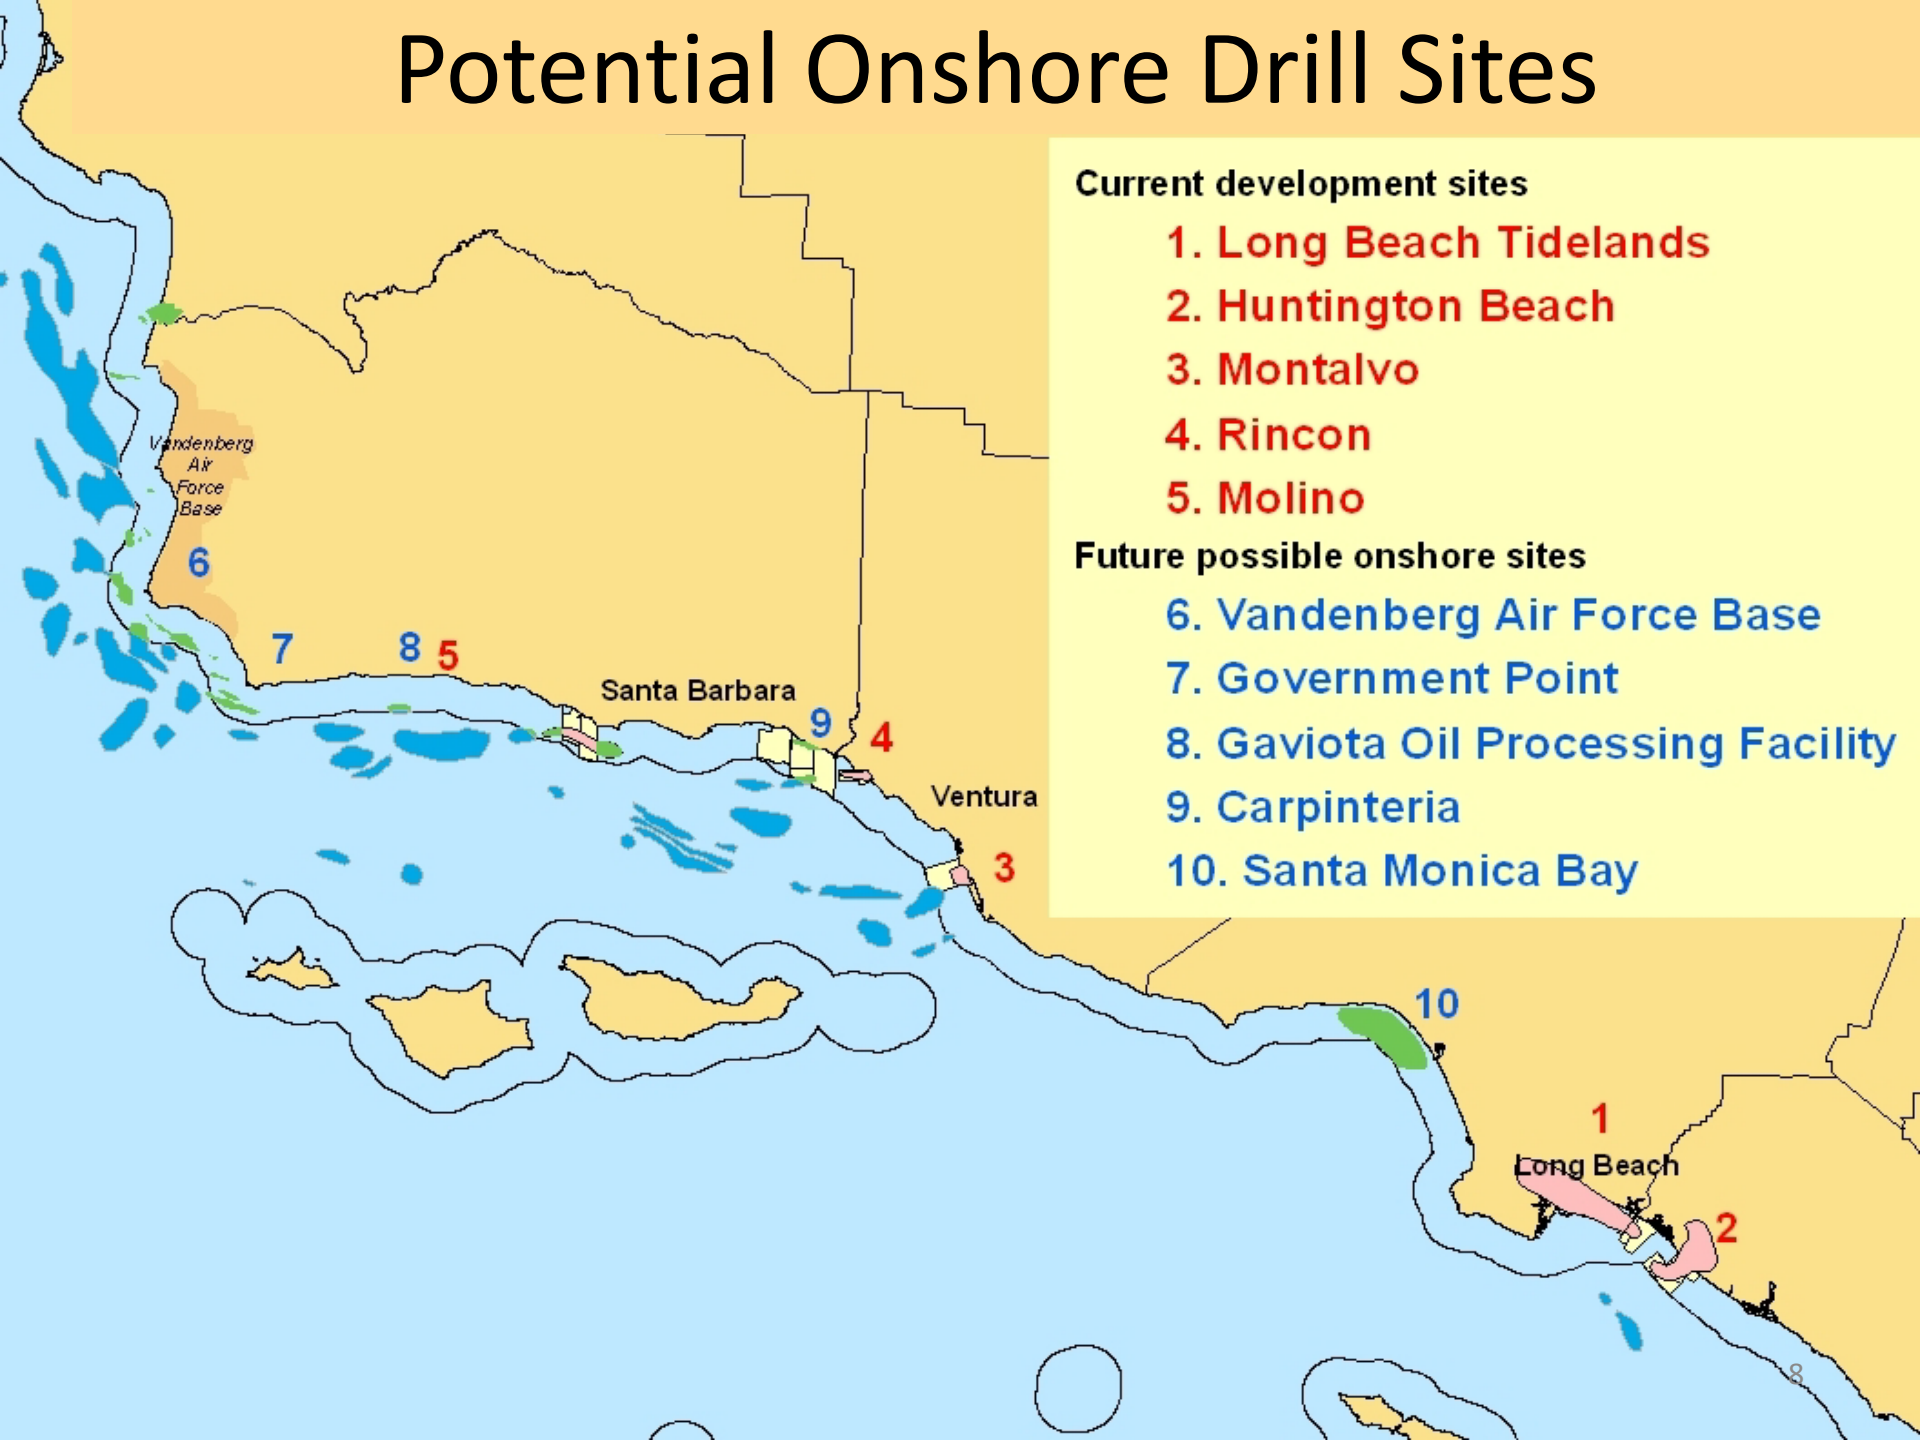 Potential Onshore Drill Sites
Current development sites
1. Long Beach Tidelands
2. Huntington Beach
3. Montalvo
4. Rincon
5. Molino
Future possible onshore sites
6. Vandenberg Air Force Base
7. Government Point
8. Gaviota Oil Processing Facility
9. Carpinteria
10. Santa Monica Bay
Vandenberg
Air
Force
Base
6
7
8
5
Santa Barbara
9
4
Ventura
3
10
1
Long Beach
2
8